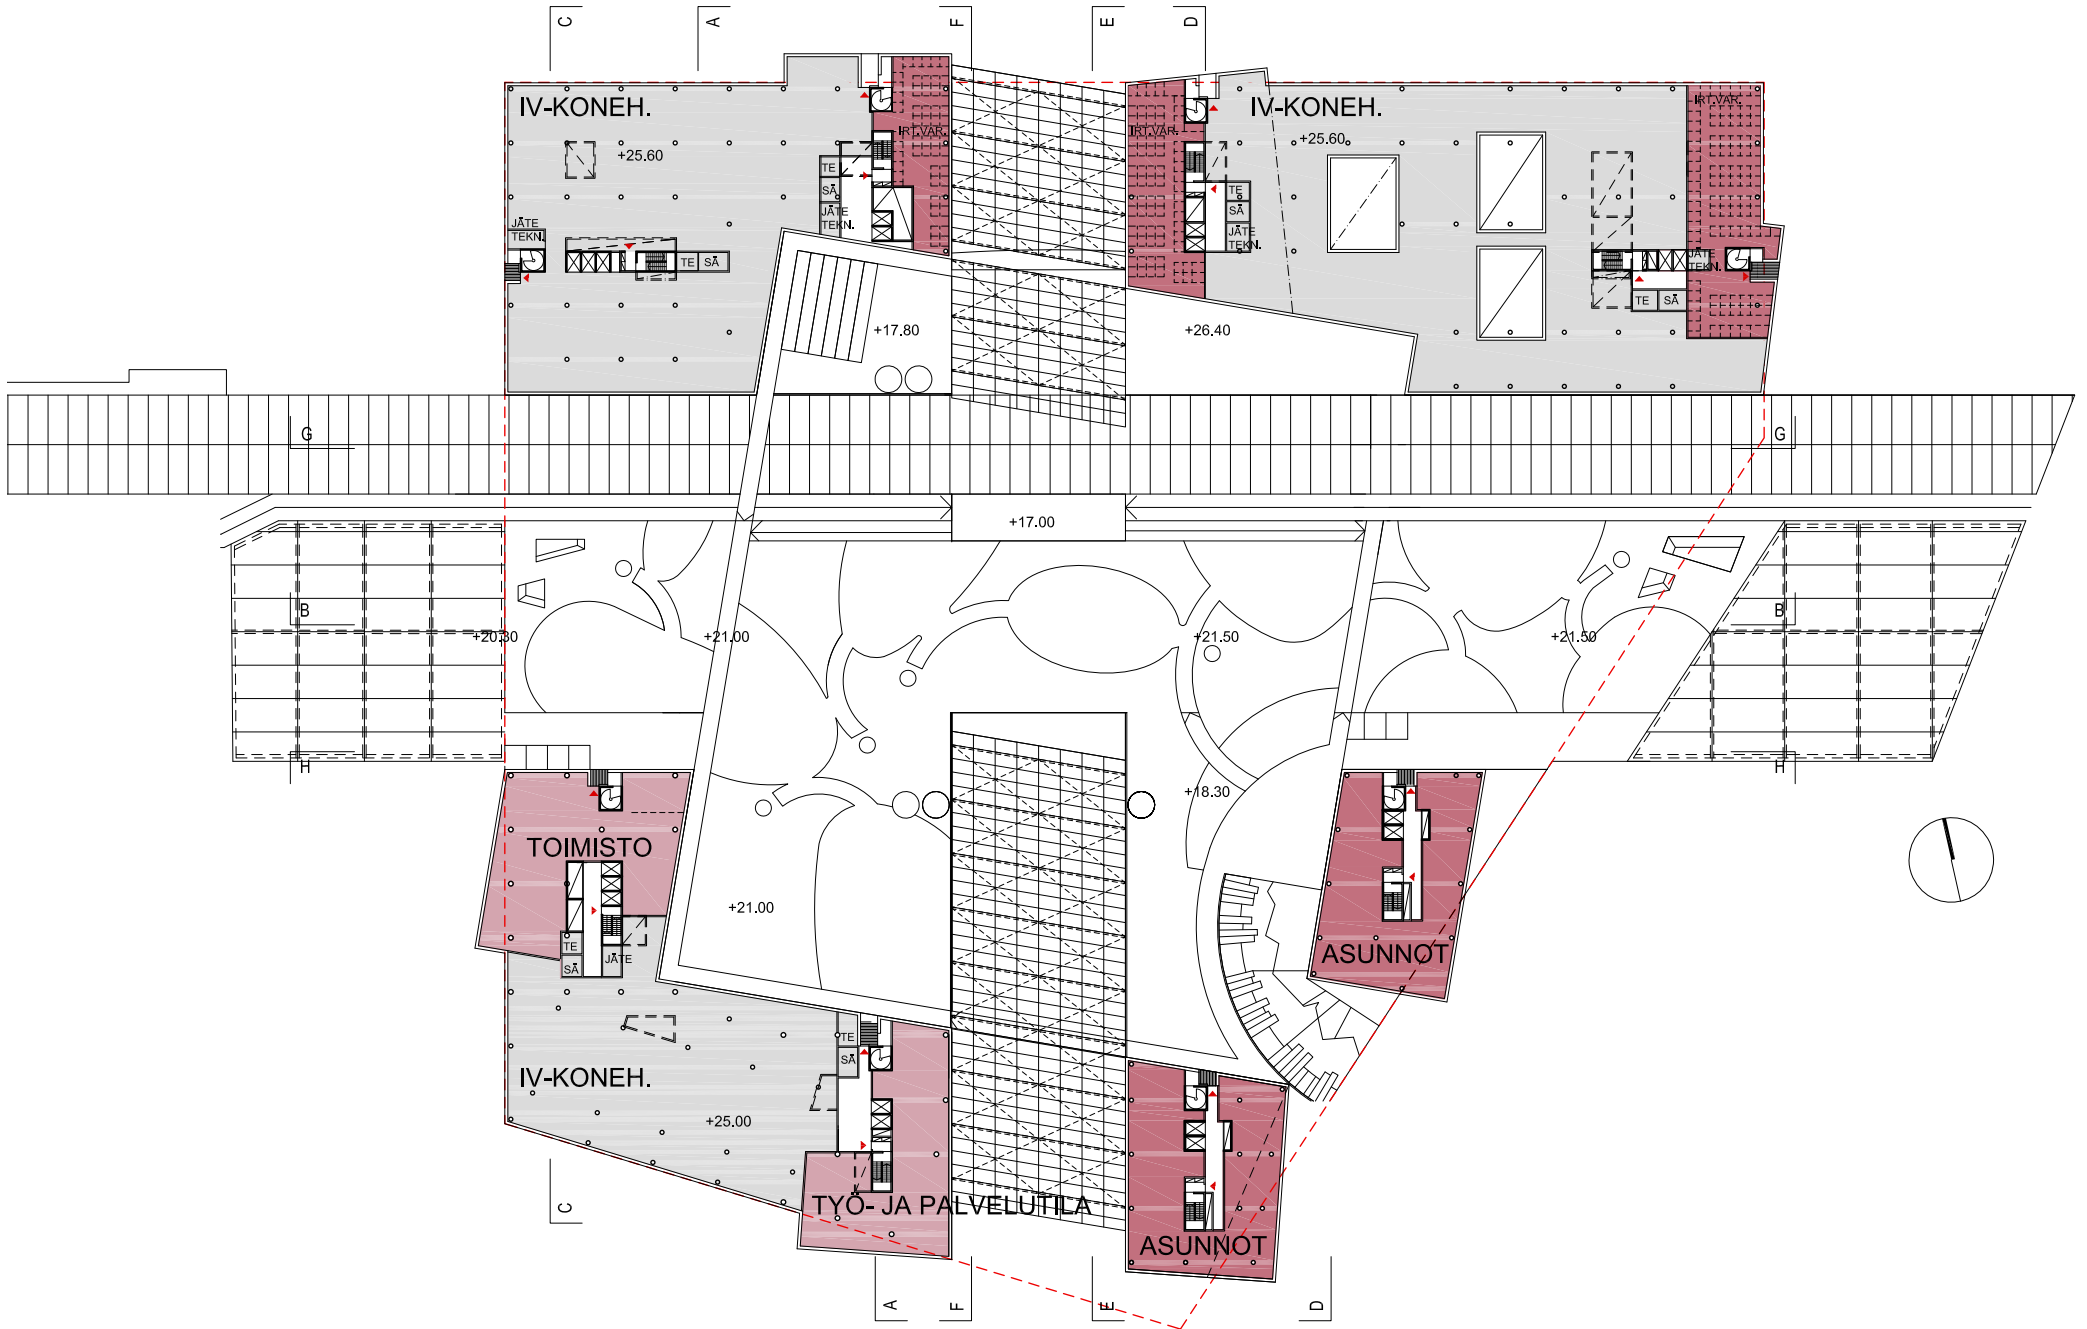 C
A
F
E
D
IV-KONEH.
+25.60
IRT.VAR.
IRT.VAR.
IV-KONEH.
+25.60
IRT.VAR.
TE
SÄ
JÄTE
TEKN.
TE
SÄ
JÄTE
TEKN.
JÄTE
TEKN.
TE
SÄ
JÄTE
TEKN.
TE
SÄ
+17.80
+26.40
G
G
+17.00
B
B
+20.30
+21.00
+21.50
+21.50
H
H
+18.30
TOIMISTO
+21.00
TE
SÄ
JÄTE
ASUNNOT
TE
SÄ
IV-KONEH.
+25.00
TYÖ- JA PALVELUTILA
ASUNNOT
C
A
F
E
D